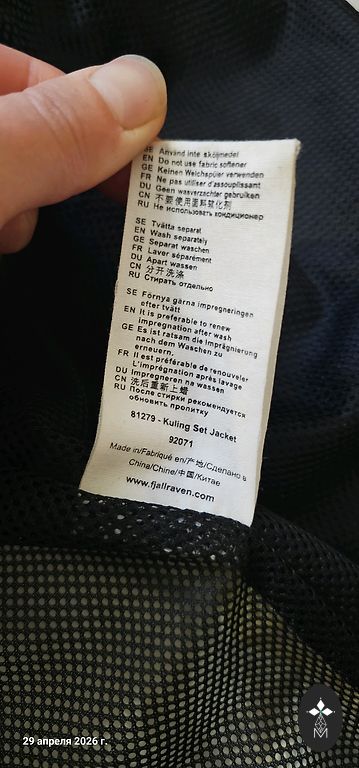 SE Använd inte sköjmedel
EN Do not use fabric softener
GE Keinen Weichspüler verwenden
FR Ne pas utiliser d'assouplissant
DU Geen wasverzachter gebruiken
CN 不要使用面料软化剂
RU Не использовать кондиционер
SE Tvätta separat
EN Wash separately
GE Separat waschen
FR Laver séparément
DU Apart wassen
CN 分开洗涤
RU Стирать отдельно
SE Förnya gärna impregneringen
efter tvätt
EN It is preferable to renew
impregnation after wash
GE Es ist ratsam die Imprägnierung
nach dem Waschen zu
erneuern.
FR Il est préférable de renouveler
L'imprégnation après lavage
DU Impregneren na wassen
CN 洗后重新上蜡
RU После стирки рекомендуется
обновить пропитку
81279 - Kuling Set Jacket
92071
Made in/Fabriqué en/产地/Сделано в
China/Chine/中国/Китае
www.fjallraven.com
29 апреля 2026 г.
M